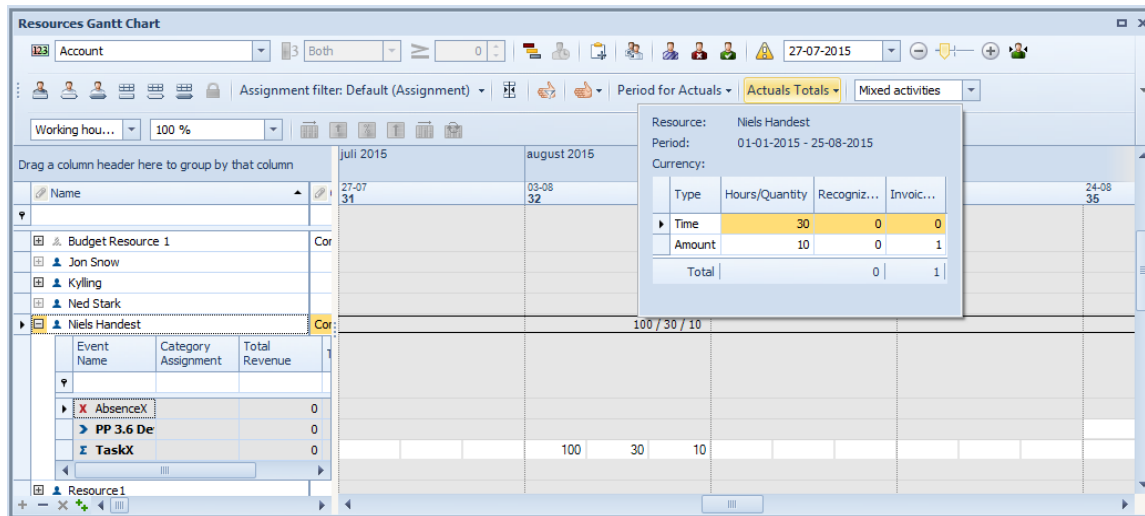 Resources Gantt Chart
123 Account 3 Both ≥ 0 27-07-2015
Assignment filter: Default (Assignment) Period for Actuals Actuals Totals Mixed activities
Working hou... 100 %
Drag a column header here to group by that column
juli 2015 august 2015
Name
27-07 03-08 24-08
31 32 35
Resource: Niels Handest
Period: 01-01-2015 - 25-08-2015
Currency:
Type Hours/Quantity Recogniz... Invoic...
Time 30 0 0
Amount 10 0 1
Total 0 1
Budget Resource 1 Cor
Jon Snow
Kylling
Ned Stark
Niels Handest Cor 100 / 30 / 10
Event Name Category Assignment Total Revenue
X AbsenceX 0
PP 3.6 De 0
Σ TaskX 0 100 30 10
Resource1